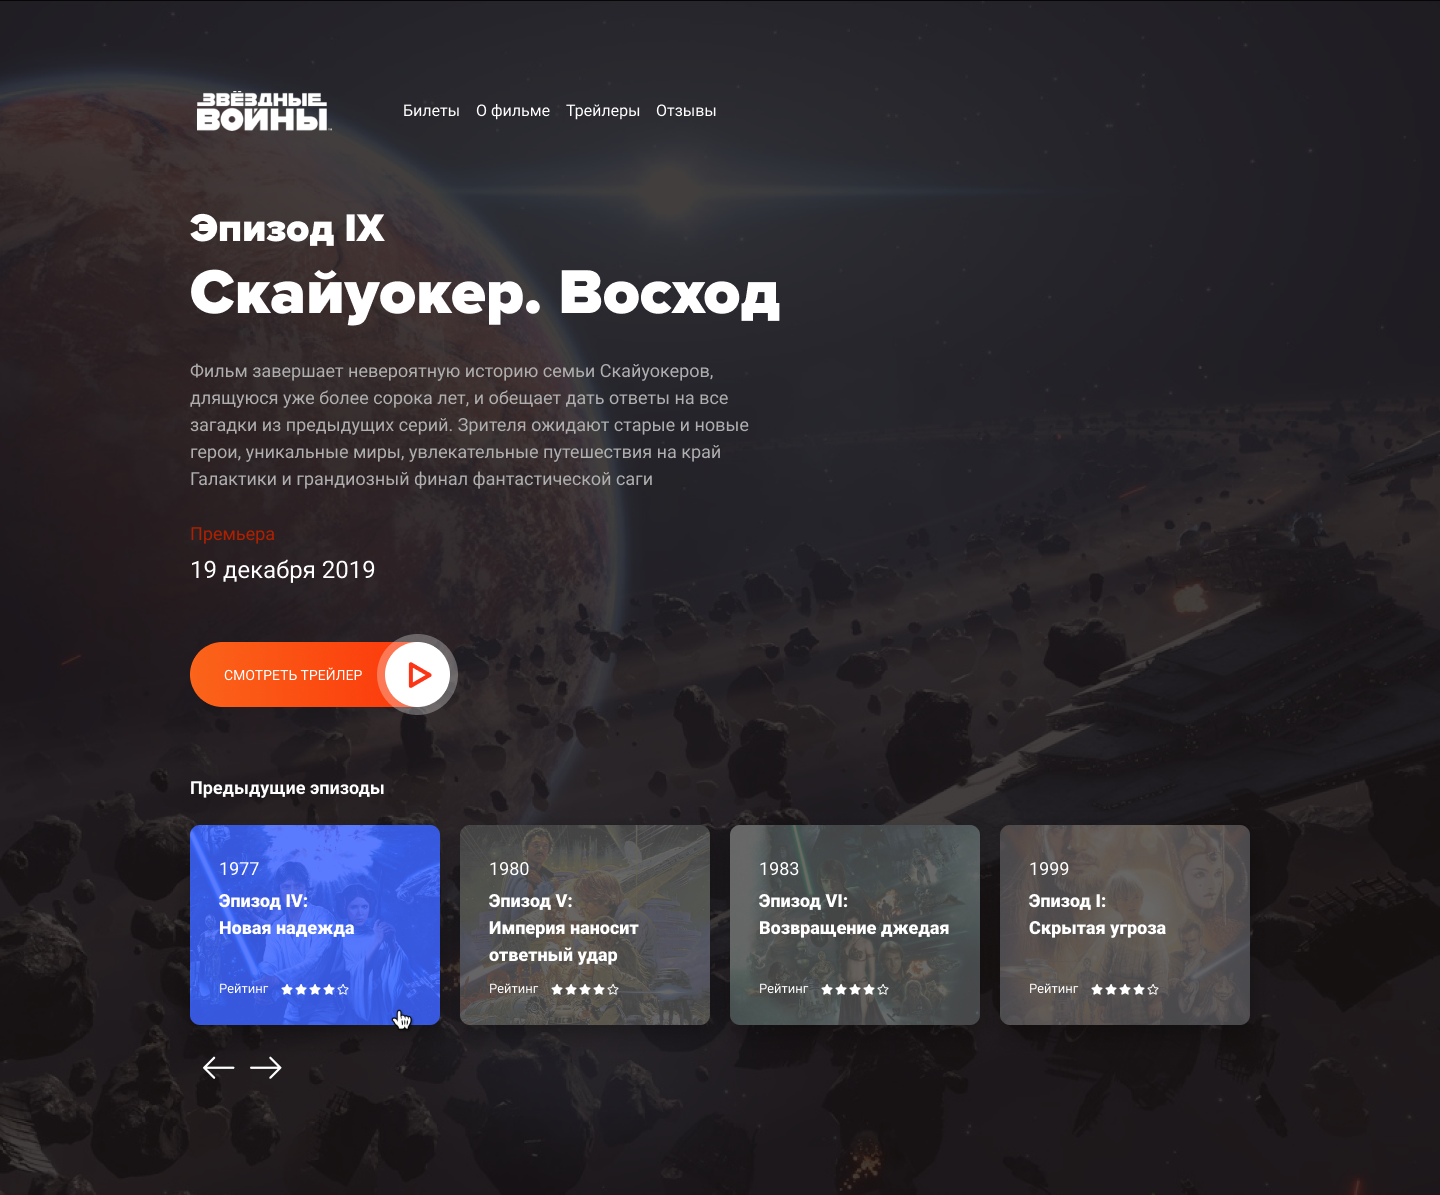 ЗВЁЗДНЫЕ
ВОЙНЫ
Билеты О фильме Трейлеры Отзывы
Эпизод IX
Скайуокер. Восход
Фильм завершает невероятную историю семьи Скайуокеров,
длящуюся уже более сорока лет, и обещает дать ответы на все
загадки из предыдущих серий. Зрителя ожидают старые и новые
герои, уникальные миры, увлекательные путешествия на край
Галактики и грандиозный финал фантастической саги
Премьера
19 декабря 2019
СМОТРЕТЬ ТРЕЙЛЕР
Предыдущие эпизоды
1977
Эпизод IV:
Новая надежда
Рейтинг
1980
Эпизод V:
Империя наносит
ответный удар
Рейтинг
1983
Эпизод VI:
Возвращение джедая
Рейтинг
1999
Эпизод I:
Скрытая угроза
Рейтинг